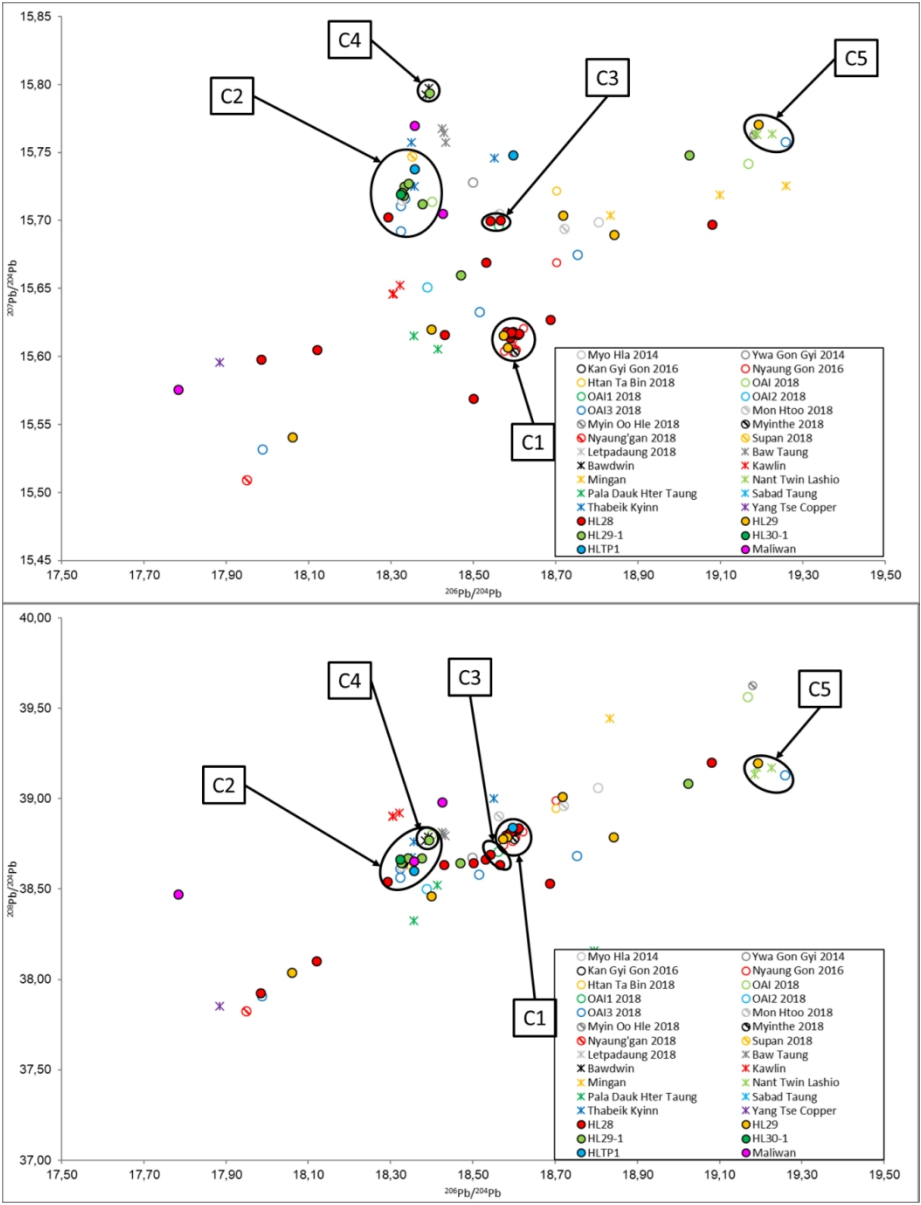 15,85
C4
15,80
C5
C3
C2
15,75
15,70
²⁰⁷Pb/²⁰⁴Pb
15,65
15,60
15,55
15,50
15,45
C1
Myo Hla 2014 Ywa Gon Gyi 2014
Kan Gyi Gon 2016 Nyaung Gon 2016
Htan Ta Bin 2018 OAI 2018
OAI1 2018 OAI2 2018
OAI3 2018 Mon Htoo 2018
Myin Oo Hle 2018 Myinthe 2018
Nyaung'gan 2018 Supan 2018
Letpadaung 2018 Baw Taung
Bawdwin Kawlin
Mingan Nant Twin Lashio
Pala Dauk Hter Taung Sabad Taung
Thabeik Kyinn Yang Tse Copper
HL28 HL29
HL29-1 HL30-1
HLTP1 Maliwan
17,50 17,70 17,90 18,10 18,30 18,50 18,70 18,90 19,10 19,30 19,50
²⁰⁶Pb/²⁰⁴Pb
40,00
C4
C3
C5
39,50
C2
39,00
38,50
²⁰⁸Pb/²⁰⁴Pb
38,00
37,50
37,00
C1
Myo Hla 2014 Ywa Gon Gyi 2014
Kan Gyi Gon 2016 Nyaung Gon 2016
Htan Ta Bin 2018 OAI 2018
OAI1 2018 OAI2 2018
OAI3 2018 Mon Htoo 2018
Myin Oo Hle 2018 Myinthe 2018
Nyaung'gan 2018 Supan 2018
Letpadaung 2018 Baw Taung
Bawdwin Kawlin
Mingan Nant Twin Lashio
Pala Dauk Hter Taung Sabad Taung
Thabeik Kyinn Yang Tse Copper
HL28 HL29
HL29-1 HL30-1
HLTP1 Maliwan
17,50 17,70 17,90 18,10 18,30 18,50 18,70 18,90 19,10 19,30 19,50
²⁰⁶Pb/²⁰⁴Pb